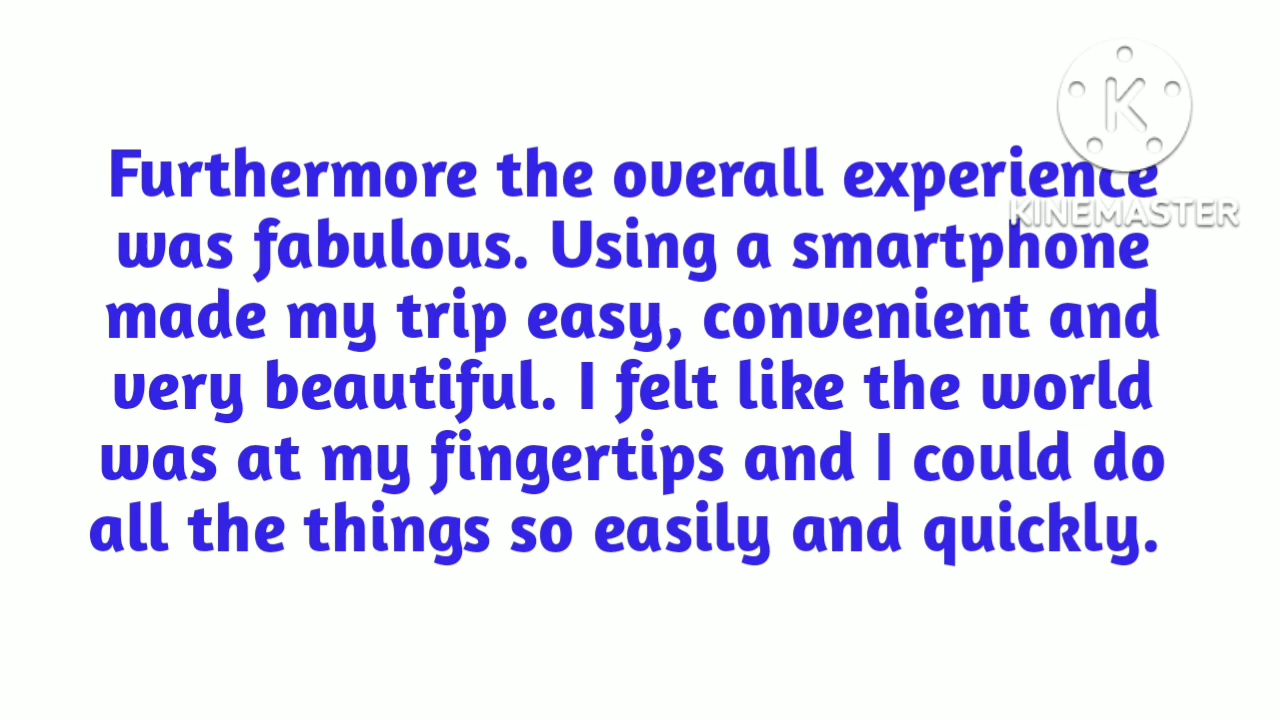 Furthermore the overall experience
was fabulous. Using a smartphone
made my trip easy, convenient and
very beautiful. I felt like the world
was at my fingertips and I could do
all the things so easily and quickly.
K
KINEMASTER